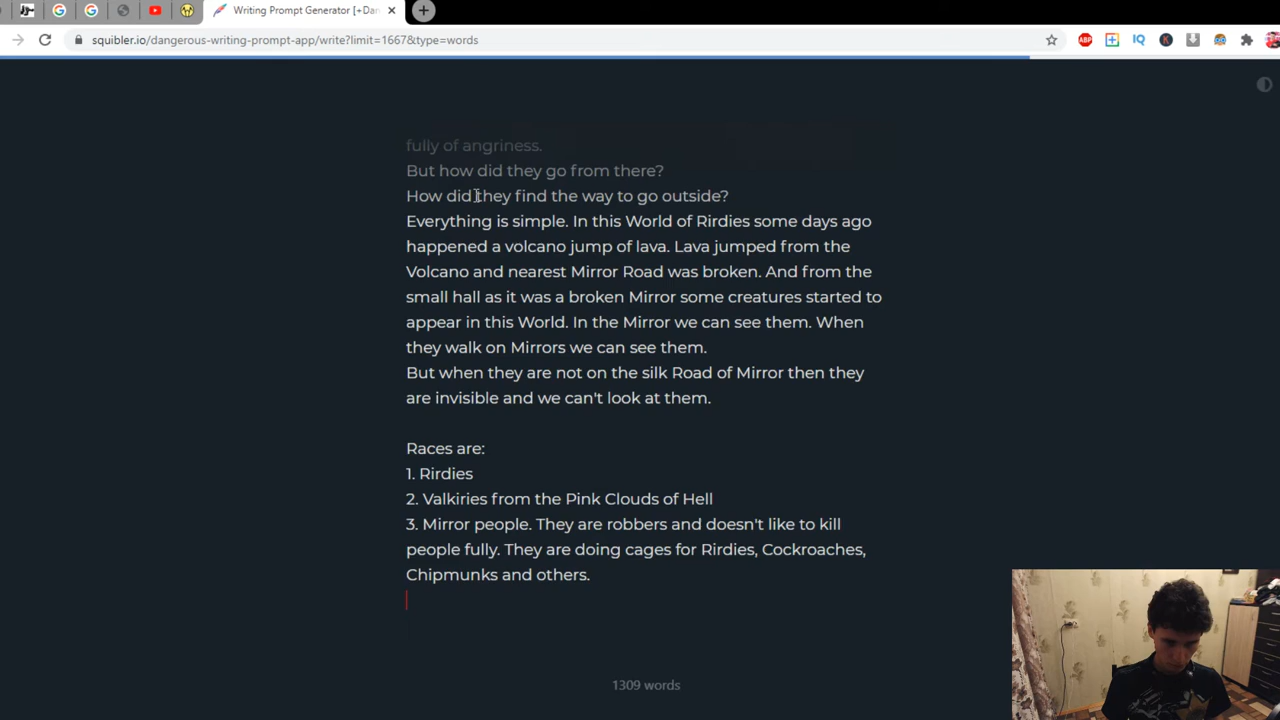 Writing Prompt Generator [+Dan
squibler.io/dangerous-writing-prompt-app/write?limit=1667&type=words
ABP
IQ
K
fully of angriness.
But how did they go from there?
How did they find the way to go outside?
Everything is simple. In this World of Rirdies some days ago
happened a volcano jump of lava. Lava jumped from the
Volcano and nearest Mirror Road was broken. And from the
small hall as it was a broken Mirror some creatures started to
appear in this World. In the Mirror we can see them. When
they walk on Mirrors we can see them.
But when they are not on the silk Road of Mirror then they
are invisible and we can't look at them.
Races are:
1. Rirdies
2. Valkiries from the Pink Clouds of Hell
3. Mirror people. They are robbers and doesn't like to kill
people fully. They are doing cages for Rirdies, Cockroaches,
Chipmunks and others.
1309 words